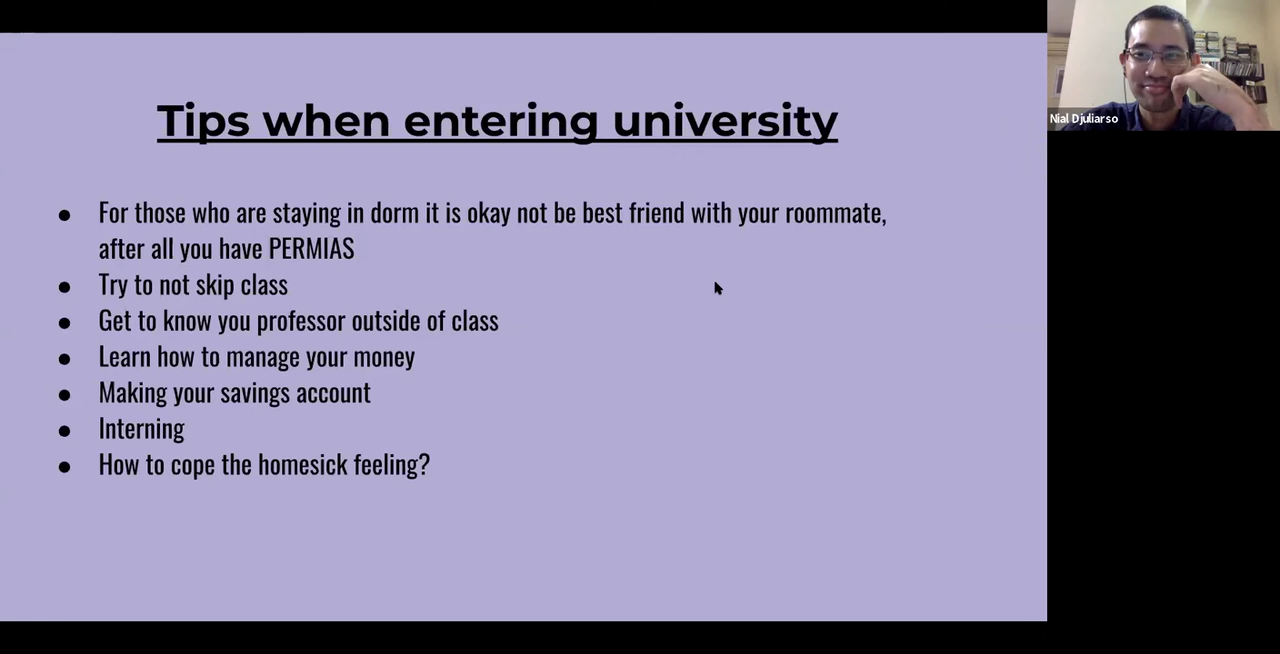 Tips when entering university
● For those who are staying in dorm it is okay not be best friend with your roommate,
after all you have PERMIAS
● Try to not skip class
● Get to know you professor outside of class
● Learn how to manage your money
● Making your savings account
● Interning
● How to cope the homesick feeling?
Nial Djuliarso